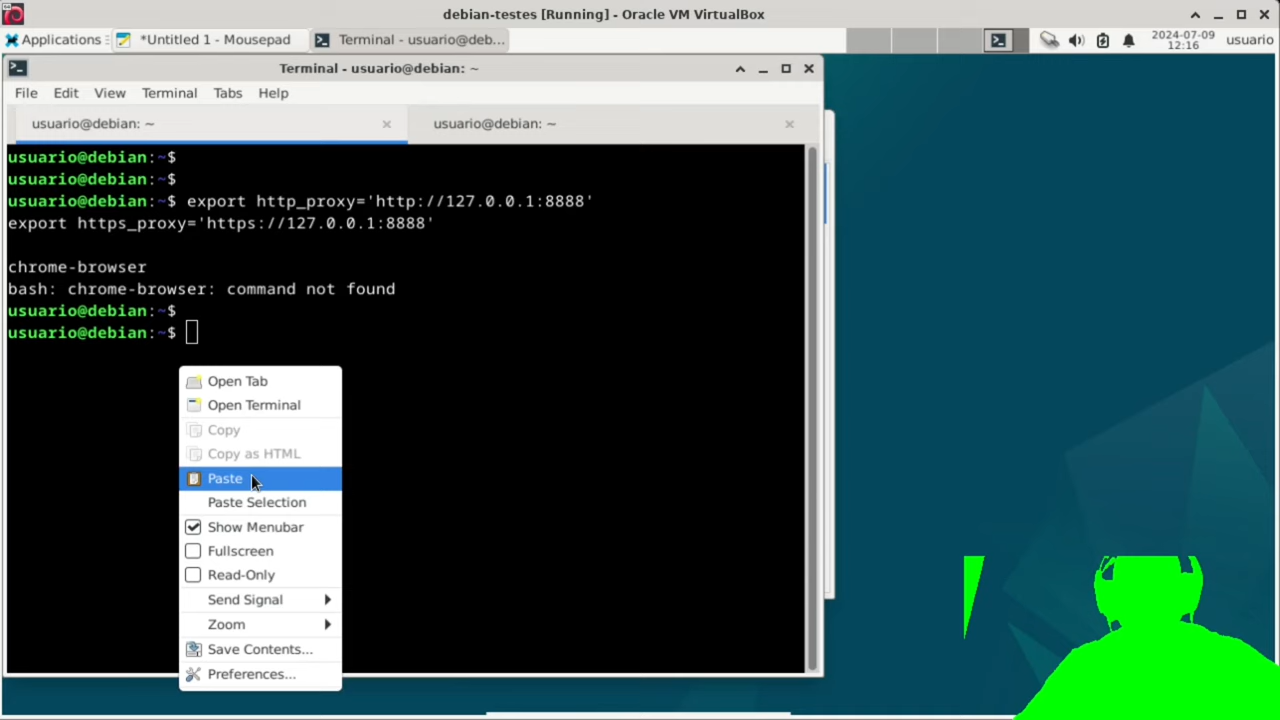 debian-testes [Running] - Oracle VM VirtualBox
Applications
*Untitled 1 - Mousepad
Terminal - usuario@deb...
2024-07-09
12:16
usuario
Terminal - usuario@debian: ~
File Edit View Terminal Tabs Help
usuario@debian: ~
usuario@debian: ~
usuario@debian:~$
usuario@debian:~$
usuario@debian:~$ export http_proxy='http://127.0.0.1:8888'
export https_proxy='https://127.0.0.1:8888'
chrome-browser
bash: chrome-browser: command not found
usuario@debian:~$
usuario@debian:~$
Open Tab
Open Terminal
Copy
Copy as HTML
Paste
Paste Selection
Show Menubar
Fullscreen
Read-Only
Send Signal
Zoom
Save Contents...
Preferences...